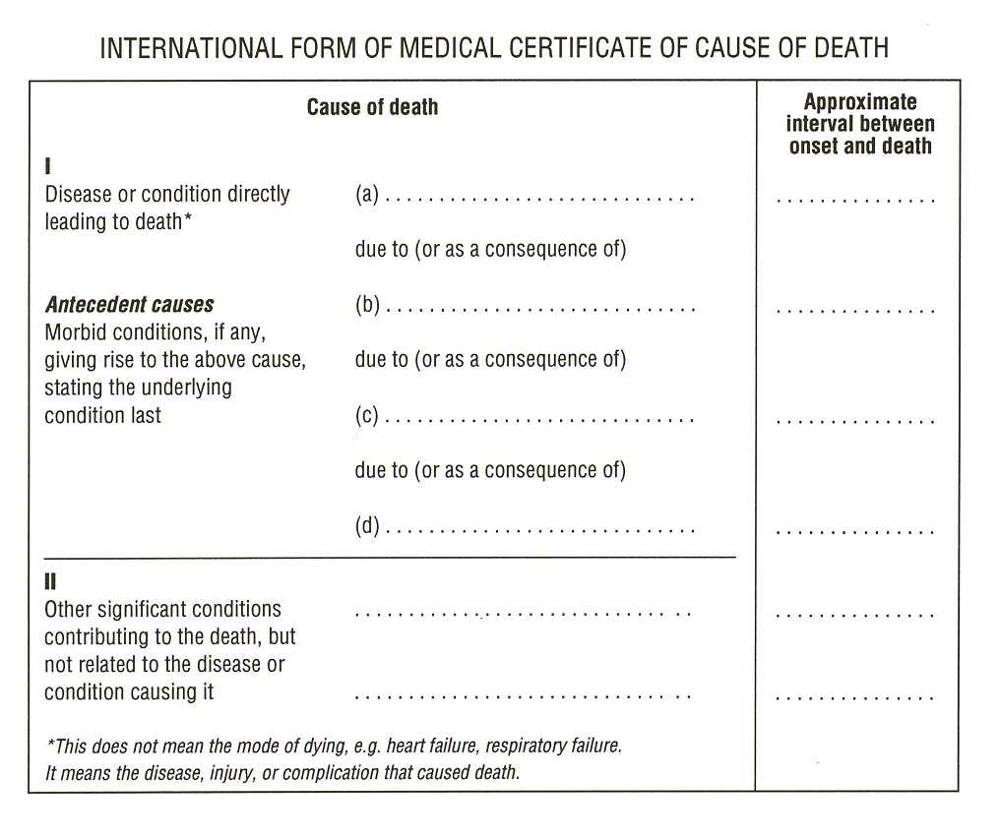 INTERNATIONAL FORM OF MEDICAL CERTIFICATE OF CAUSE OF DEATH
Cause of death
Approximate
interval between
onset and death
I
Disease or condition directly
leading to death*
(a) . . . . . . . . . . . . . . . . . . . . . . . . . . . . . . . . . . . . . . . . . . . .
due to (or as a consequence of)
Antecedent causes
Morbid conditions, if any,
giving rise to the above cause,
stating the underlying
condition last
(b) . . . . . . . . . . . . . . . . . . . . . . . . . . . . . . . . . . . . . . . . . . . .
due to (or as a consequence of)
(c) . . . . . . . . . . . . . . . . . . . . . . . . . . . . . . . . . . . . . . . . . . . .
due to (or as a consequence of)
(d) . . . . . . . . . . . . . . . . . . . . . . . . . . . . . . . . . . . . . . . . . . . .
II
Other significant conditions
contributing to the death, but
not related to the disease or
condition causing it
*This does not mean the mode of dying, e.g. heart failure, respiratory failure.
It means the disease, injury, or complication that caused death.